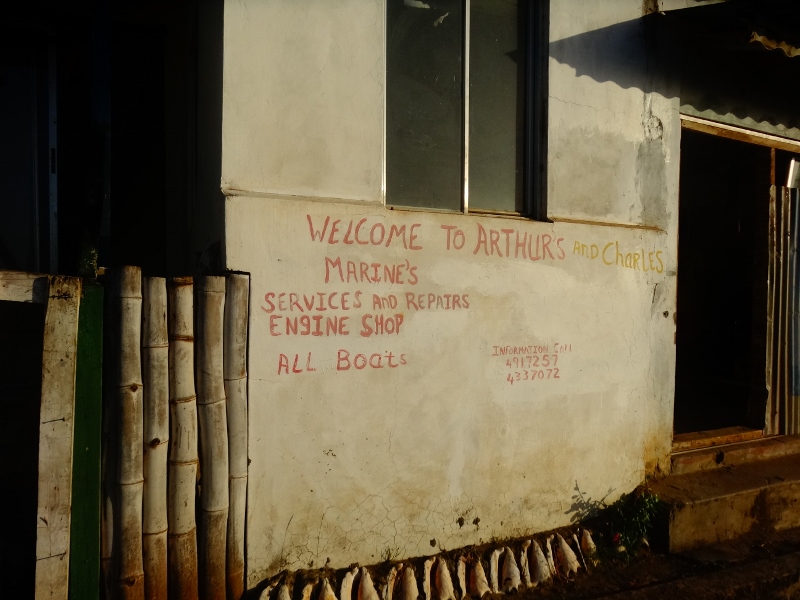 WELCOME TO ARTHUR'S AND CHARLES
MARINE'S
SERVICES AND REPAIRS
ENGINE SHOP
ALL Boats
INFORMATION Call
4917257
4337072